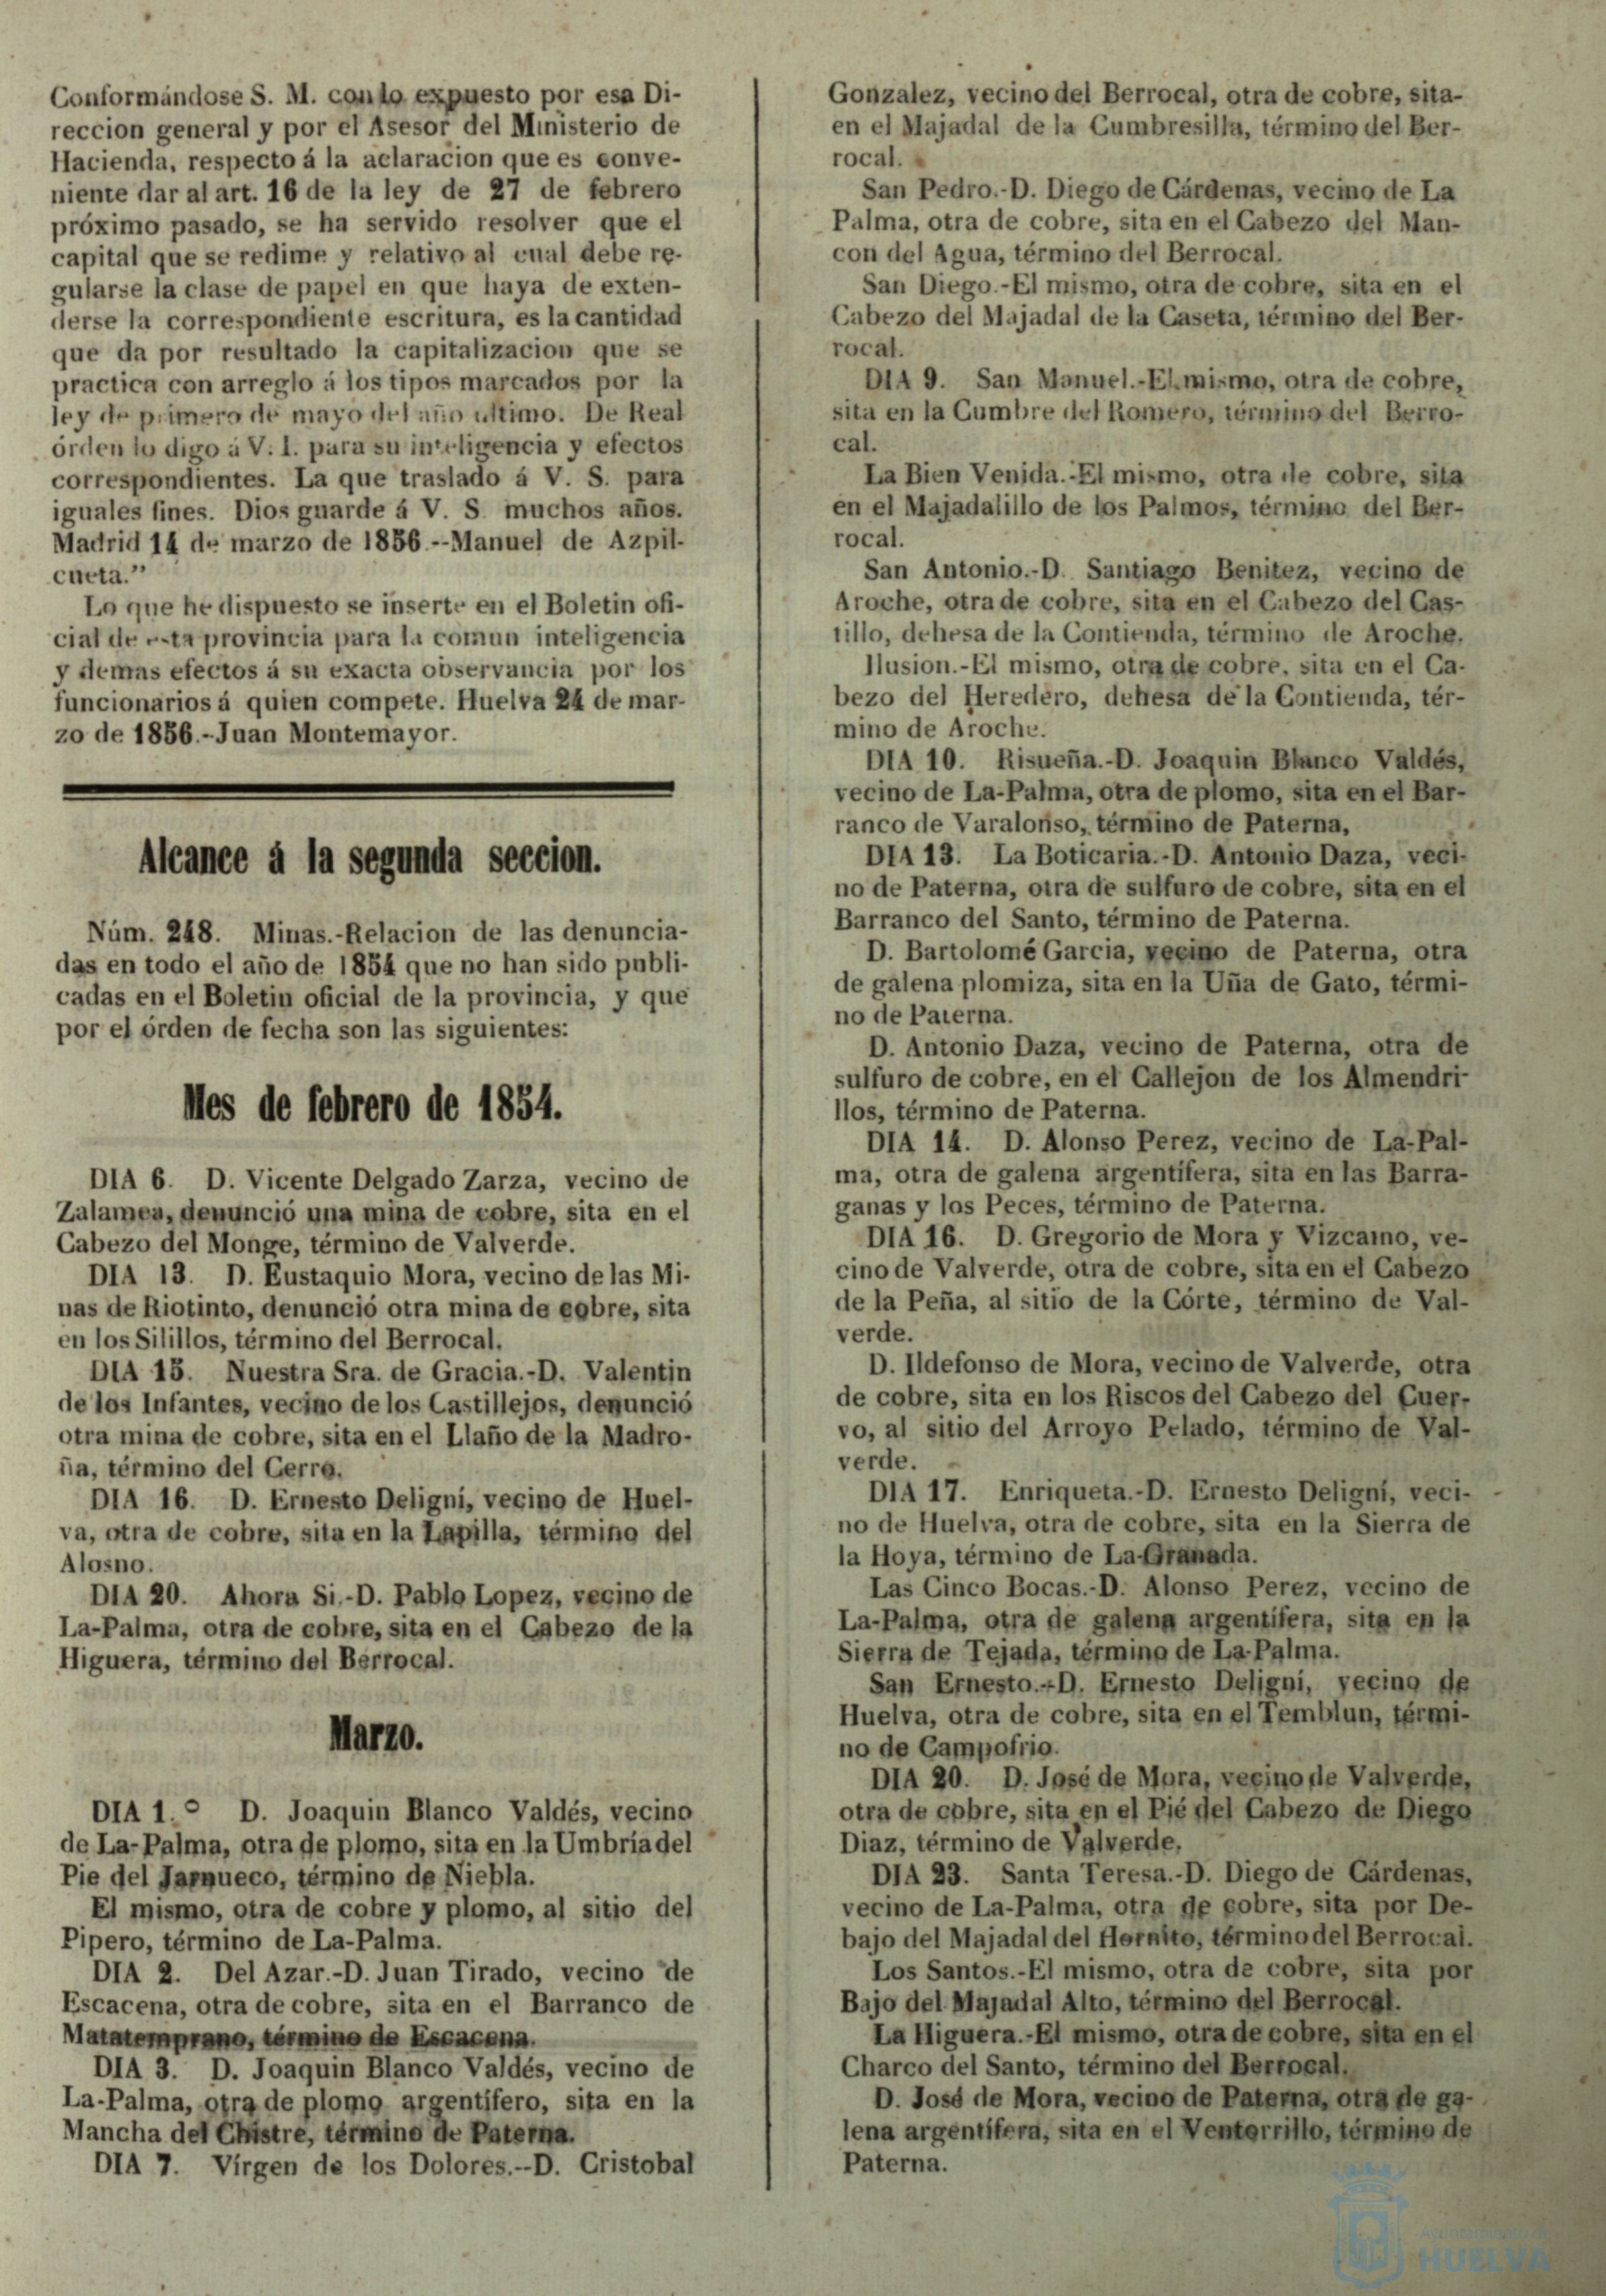 Conformándose S. M. con lo expuesto por esa Di-
reccion general y por el Asesor del Ministerio de
Hacienda, respecto á la aclaracion que es conve-
niente dar al art. 16 de la ley de 27 de febrero
próximo pasado, se ha servido resolver que el
capital que se redime y relativo al cual debe re-
gularse la clase de papel en que haya de exten-
derse la correspondiente escritura, es la cantidad
que da por resultado la capitalizacion que se
practica con arreglo á los tipos marcados por la
ley de primero de mayo del año ultimo. De Real
órden lo digo á V. I. para su inteligencia y efectos
correspondientes. La que traslado á V. S. para
iguales fines. Dios guarde á V. S. muchos años.
Madrid 14 de marzo de 1856.--Manuel de Azpil-
cueta.”
Lo que he dispuesto se inserte en el Boletin ofi-
cial de esta provincia para la comun inteligencia
y demas efectos á su exacta observancia por los
funcionarios á quien compete. Huelva 24 de mar-
zo de 1856.-Juan Montemayor.
Alcance á la segunda seccion.
Núm. 248. Minas.-Relacion de las denuncia-
das en todo el año de 1854 que no han sido publi-
cadas en el Boletin oficial de la provincia, y que
por el órden de fecha son las siguientes:
Mes de febrero de 1854.
DIA 6. D. Vicente Delgado Zarza, vecino de
Zalamea, denunció una mina de cobre, sita en el
Cabezo del Monge, término de Valverde.
DIA 13. D. Eustaquio Mora, vecino de las Mi-
nas de Riotinto, denunció otra mina de cobre, sita
en los Silillos, término del Berrocal.
DIA 15. Nuestra Sra. de Gracia.-D. Valentin
de los Infantes, vecino de los Castillejos, denunció
otra mina de cobre, sita en el Llaño de la Madro-
ña, término del Cerro.
DIA 16. D. Ernesto Deligní, vecino de Huel-
va, otra de cobre, sita en la Lapilla, término del
Alosno.
DIA 20. Ahora Si.-D. Pablo Lopez, vecino de
La-Palma, otra de cobre, sita en el Cabezo de la
Higuera, término del Berrocal.
Marzo.
DIA 1.º D. Joaquin Blanco Valdés, vecino
de La-Palma, otra de plomo, sita en la Umbría del
Pie del Jarnueco, término de Niebla.
El mismo, otra de cobre y plomo, al sitio del
Pipero, término de La-Palma.
DIA 2. Del Azar.-D. Juan Tirado, vecino de
Escacena, otra de cobre, sita en el Barranco de
Matatemprano, término de Escacena.
DIA 3. D. Joaquin Blanco Valdés, vecino de
La-Palma, otra de plomo argentífero, sita en la
Mancha del Chistre, término de Paterna.
DIA 7. Vírgen de los Dolores.--D. Cristobal
Gonzalez, vecino del Berrocal, otra de cobre, sita-
en el Majadal de la Cumbresilla, término del Ber-
rocal.
San Pedro.-D. Diego de Cárdenas, vecino de La
Palma, otra de cobre, sita en el Cabezo del Man-
con del Agua, término del Berrocal.
San Diego.-El mismo, otra de cobre, sita en el
Cabezo del Majadal de la Caseta, término del Ber-
rocal.
DIA 9. San Manuel.-El mismo, otra de cobre,
sita en la Cumbre del Romero, término del Berro-
cal.
La Bien Venida.-El mismo, otra de cobre, sita
en el Majadalillo de los Palmos, término del Ber-
rocal.
San Antonio.-D. Santiago Benitez, vecino de
Aroche, otra de cobre, sita en el Cabezo del Cas-
tillo, dehesa de la Contienda, término de Aroche.
Ilusion.-El mismo, otra de cobre, sita en el Ca-
bezo del Heredero, dehesa de la Contienda, tér-
mino de Aroche.
DIA 10. Risueña.-D. Joaquin Blanco Valdés,
vecino de La-Palma, otra de plomo, sita en el Bar-
ranco de Varalonso, término de Paterna,
DIA 13. La Boticaria.-D. Antonio Daza, veci-
no de Paterna, otra de sulfuro de cobre, sita en el
Barranco del Santo, término de Paterna.
D. Bartolomé Garcia, vecino de Paterna, otra
de galena plomiza, sita en la Uña de Gato, térmi-
no de Paterna.
D. Antonio Daza, vecino de Paterna, otra de
sulfuro de cobre, en el Callejon de los Almendri-
llos, término de Paterna.
DIA 14. D. Alonso Perez, vecino de La-Pal-
ma, otra de galena argentífera, sita en las Barra-
ganas y los Peces, término de Paterna.
DIA 16. D. Gregorio de Mora y Vizcaino, ve-
cino de Valverde, otra de cobre, sita en el Cabezo
de la Peña, al sitio de la Córte, término de Val-
verde.
D. Ildefonso de Mora, vecino de Valverde, otra
de cobre, sita en los Riscos del Cabezo del Cuer-
vo, al sitio del Arroyo Pelado, término de Val-
verde.
DIA 17. Enriqueta.-D. Ernesto Deligní, veci-
no de Huelva, otra de cobre, sita en la Sierra de
la Hoya, término de La-Granada.
Las Cinco Bocas.-D. Alonso Perez, vecino de
La-Palma, otra de galena argentífera, sita en la
Sierra de Tejada, término de La-Palma.
San Ernesto.--D. Ernesto Deligní, vecino de
Huelva, otra de cobre, sita en el Temblun, térmi-
no de Campofrio.
DIA 20. D. José de Mora, vecino de Valverde,
otra de cobre, sita en el Pié del Cabezo de Diego
Diaz, término de Valverde.
DIA 23. Santa Teresa.-D. Diego de Cárdenas,
vecino de La-Palma, otra de cobre, sita por De-
bajo del Majadal del Hornito, término del Berrocal.
Los Santos.-El mismo, otra de cobre, sita por
Bajo del Majadal Alto, término del Berrocal.
La Higuera.-El mismo, otra de cobre, sita en el
Charco del Santo, término del Berrocal.
D. José de Mora, vecino de Paterna, otra de ga-
lena argentífera, sita en el Ventorrillo, término de
Paterna.
Ayuntamiento de
HUELVA